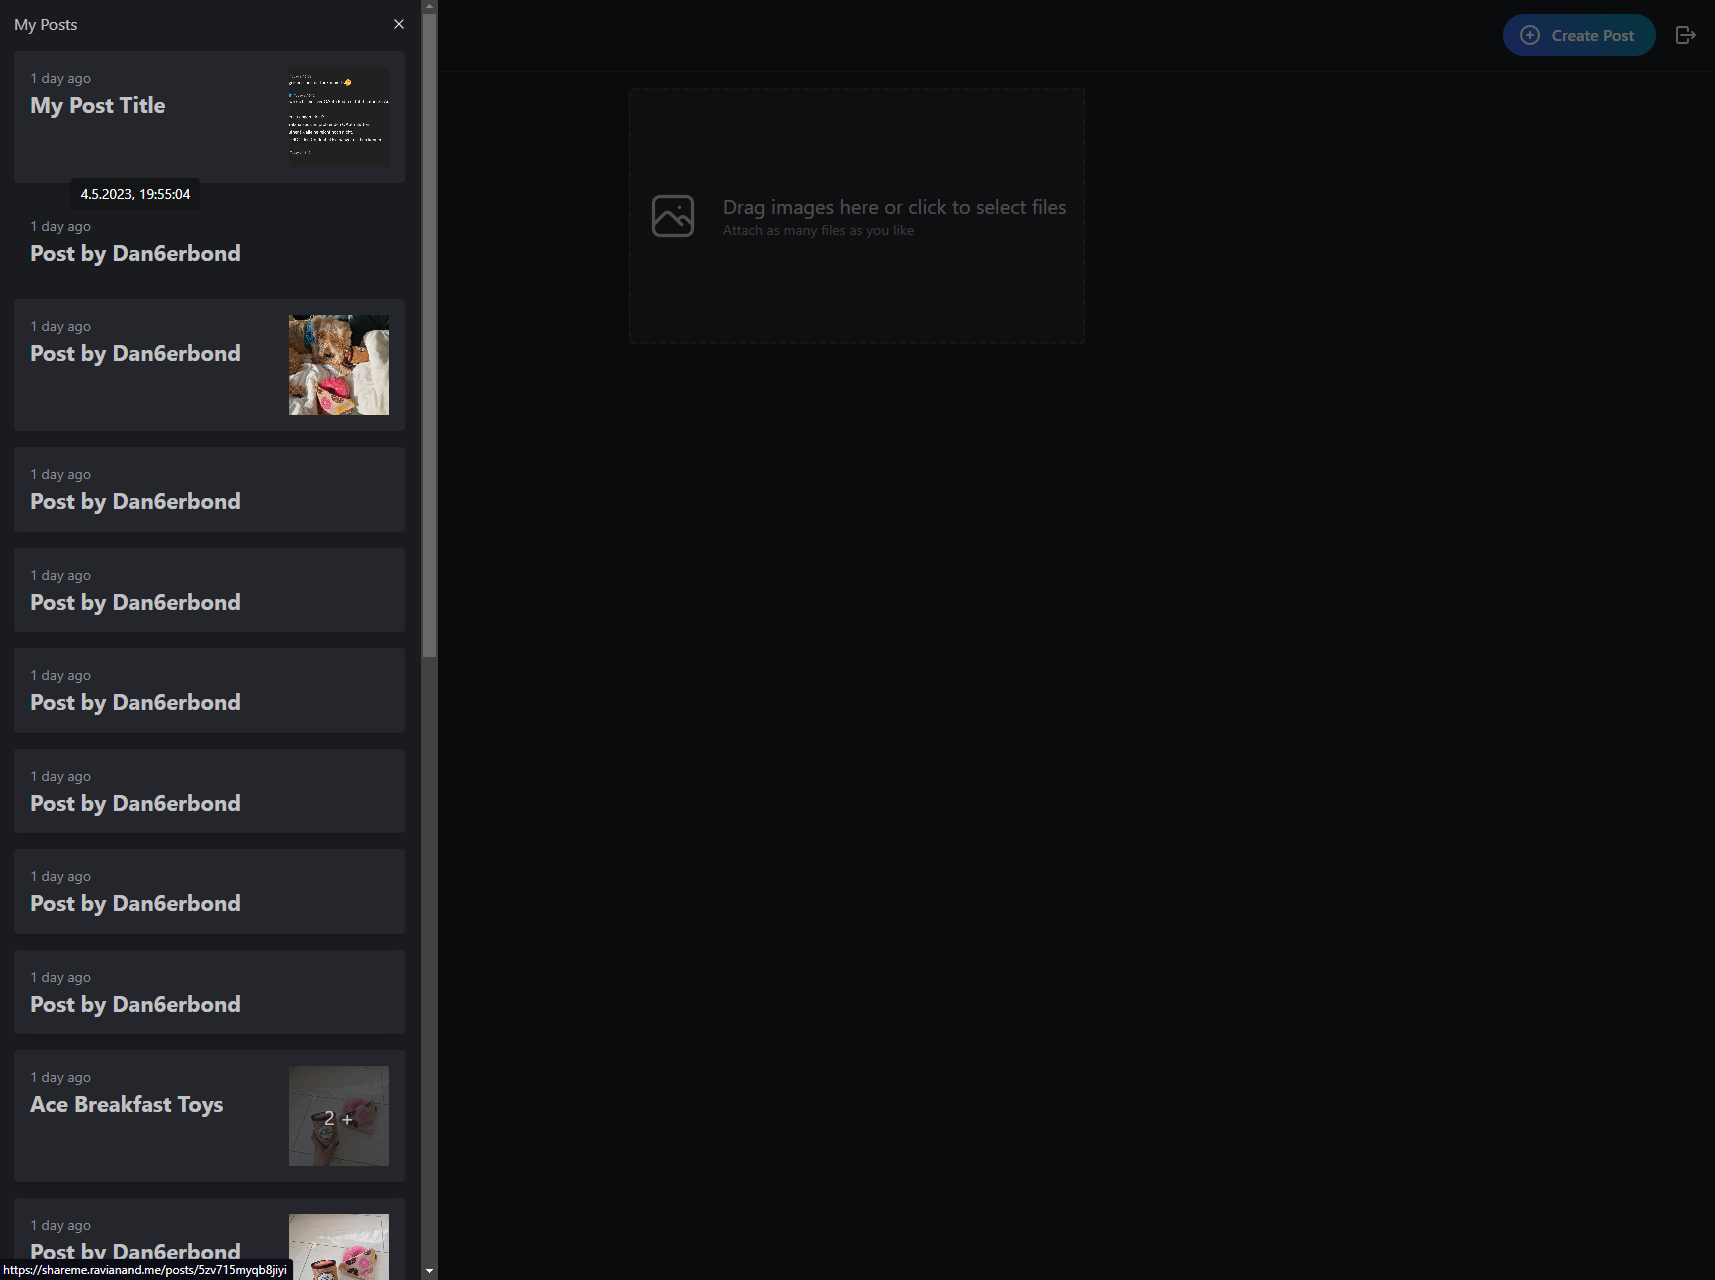 My Posts
Create Post
1 day ago
My Post Title
4.5.2023, 19:55:04
1 day ago
Post by Dan6erbond
Drag images here or click to select files
Attach as many files as you like
1 day ago
Post by Dan6erbond
1 day ago
Post by Dan6erbond
1 day ago
Post by Dan6erbond
1 day ago
Post by Dan6erbond
1 day ago
Post by Dan6erbond
1 day ago
Post by Dan6erbond
1 day ago
Post by Dan6erbond
1 day ago
Ace Breakfast Toys
2 +
1 day ago
Post by Dan6erbond
https://shareme.ravianand.me/posts/5zv715myqb8jiyi